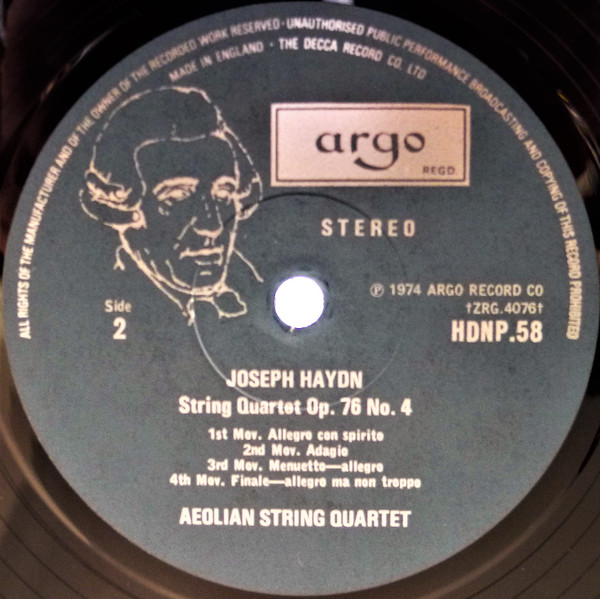 ALL RIGHTS OF THE MANUFACTURER AND OF THE OWNER OF THE RECORDED WORK RESERVED · UNAUTHORISED PUBLIC PERFORMANCE BROADCASTING AND COPYING OF THIS RECORD PROHIBITED
MADE IN ENGLAND · THE DECCA RECORD CO. LTD
argo
REGD.
STEREO
Side
2
℗ 1974 ARGO RECORD CO
†ZRG.4076†
HDNP.58
JOSEPH HAYDN
String Quartet Op. 76 No. 4
1st Mov. Allegro con spirito
2nd Mov. Adagio
3rd Mov. Menuetto—allegro
4th Mov. Finale—allegro ma non troppo
AEOLIAN STRING QUARTET